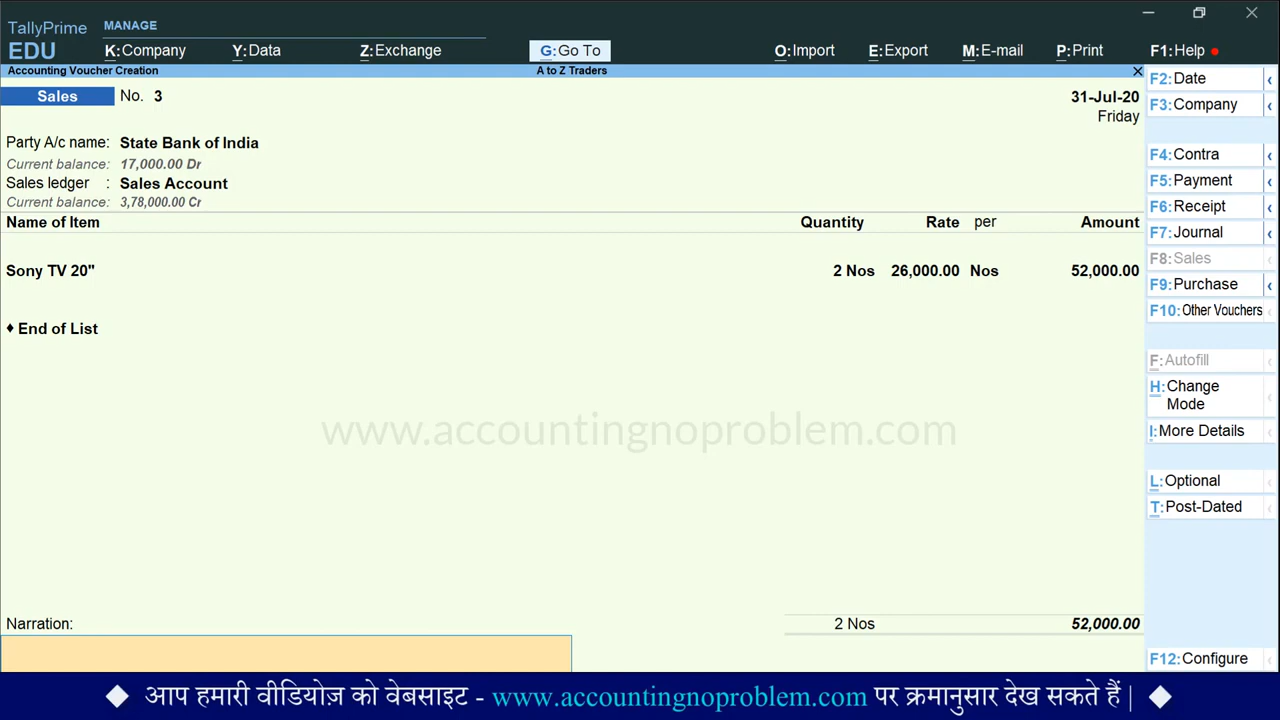 TallyPrime MANAGE
EDU K:Company Y:Data Z:Exchange G:Go To O:Import E:Export M:E-mail P:Print F1:Help
Accounting Voucher Creation A to Z Traders
Sales No. 3 31-Jul-20
Friday
Party A/c name: State Bank of India
Current balance: 17,000.00 Dr
Sales ledger : Sales Account
Current balance: 3,78,000.00 Cr
Name of Item Quantity Rate per Amount
Sony TV 20" 2 Nos 26,000.00 Nos 52,000.00
♦ End of List
www.accountingnoproblem.com
Narration: 2 Nos 52,000.00
F2:Date
F3:Company
F4:Contra
F5:Payment
F6:Receipt
F7:Journal
F8:Sales
F9:Purchase
F10:Other Vouchers
F:Autofill
H:Change
Mode
I:More Details
L:Optional
T:Post-Dated
F12:Configure
◆ आप हमारी वीडियोज़ को वेबसाइट - www.accountingnoproblem.com पर क्रमानुसार देख सकते हैं | ◆